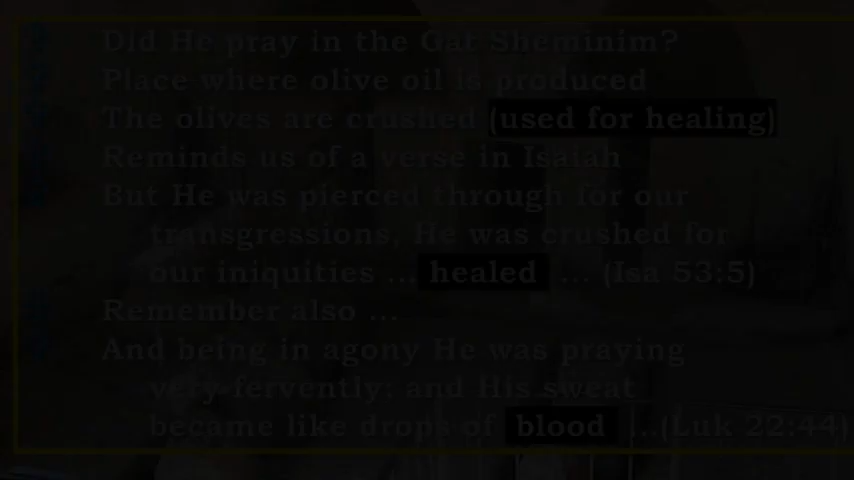 Did He pray in the Gat Sheminim?
Place where olive oil is produced
The olives are crushed (used for healing)
Reminds us of a verse in Isaiah
But He was pierced through for our
transgressions, He was crushed for
our iniquities ... healed ... (Isa 53:5)
Remember also ...
And being in agony He was praying
very fervently; and His sweat
became like drops of blood ...(Luk 22:44)